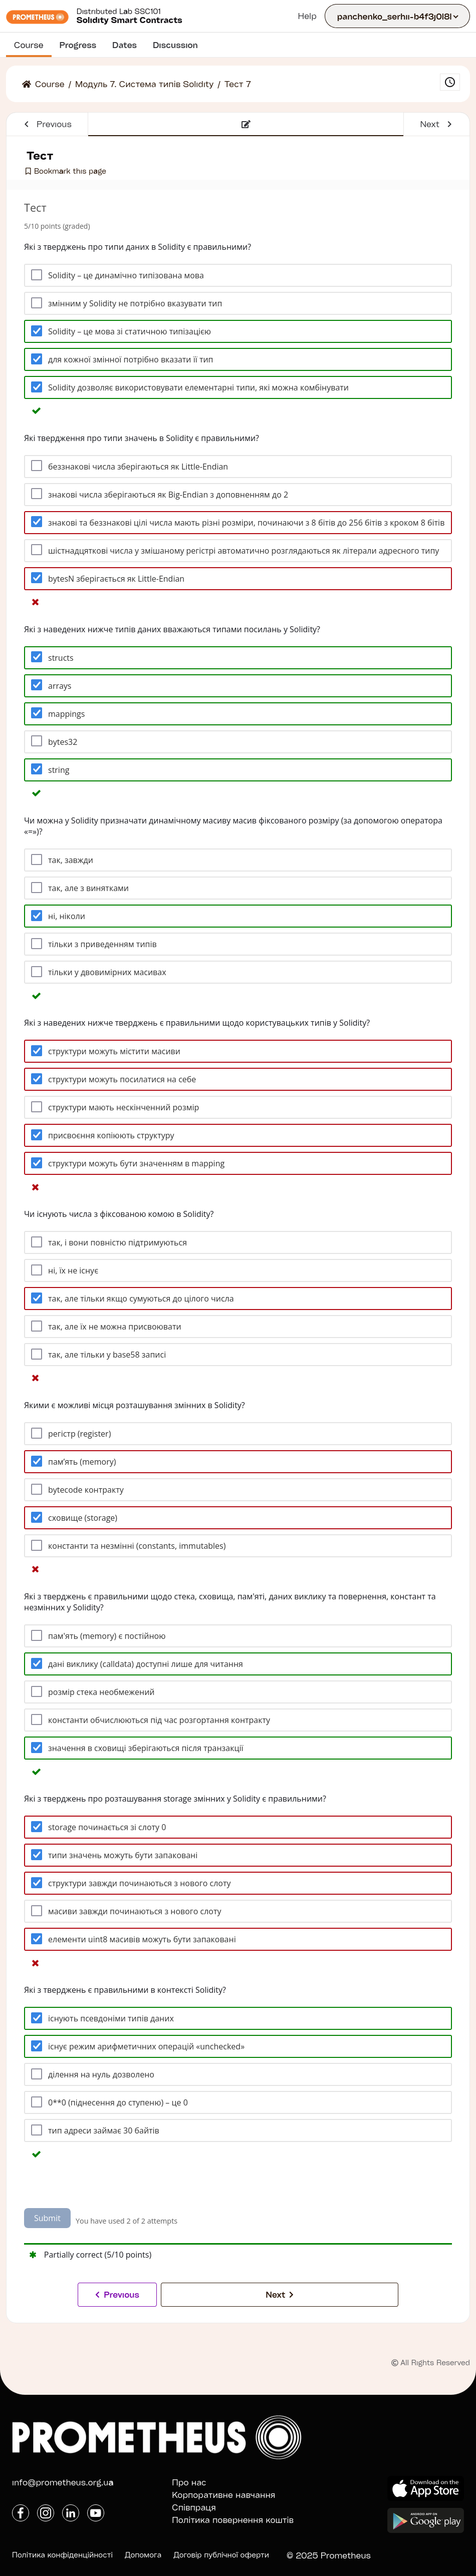 PROMETHEUS
Distributed Lab SSC101
Solidity Smart Contracts
Help
panchenko_serhii-b4f3j0l8l
Course Progress Dates Discussion
Course / Модуль 7. Система типів Solidity / Тест 7
Previous
Next
Тест
Bookmark this page
Тест
5/10 points (graded)
Які з тверджень про типи даних в Solidity є правильними?
Solidity – це динамічно типізована мова
змінним у Solidity не потрібно вказувати тип
Solidity – це мова зі статичною типізацією
для кожної змінної потрібно вказати її тип
Solidity дозволяє використовувати елементарні типи, які можна комбінувати
Які твердження про типи значень в Solidity є правильними?
беззнакові числа зберігаються як Little-Endian
знакові числа зберігаються як Big-Endian з доповненням до 2
знакові та беззнакові цілі числа мають різні розміри, починаючи з 8 бітів до 256 бітів з кроком 8 бітів
шістнадцяткові числа у змішаному регістрі автоматично розглядаються як літерали адресного типу
bytesN зберігається як Little-Endian
Які з наведених нижче типів даних вважаються типами посилань у Solidity?
structs
arrays
mappings
bytes32
string
Чи можна у Solidity призначати динамічному масиву масив фіксованого розміру (за допомогою оператора
«=»)?
так, завжди
так, але з винятками
ні, ніколи
тільки з приведенням типів
тільки у двовимірних масивах
Які з наведених нижче тверджень є правильними щодо користувацьких типів у Solidity?
структури можуть містити масиви
структури можуть посилатися на себе
структури мають нескінченний розмір
присвоєння копіюють структуру
структури можуть бути значенням в mapping
Чи існують числа з фіксованою комою в Solidity?
так, і вони повністю підтримуються
ні, їх не існує
так, але тільки якщо сумуються до цілого числа
так, але їх не можна присвоювати
так, але тільки у base58 записі
Якими є можливі місця розташування змінних в Solidity?
регістр (register)
пам’ять (memory)
bytecode контракту
сховище (storage)
константи та незмінні (constants, immutables)
Які з тверджень є правильними щодо стека, сховища, пам'яті, даних виклику та повернення, констант та
незмінних у Solidity?
пам'ять (memory) є постійною
дані виклику (calldata) доступні лише для читання
розмір стека необмежений
константи обчислюються під час розгортання контракту
значення в сховищі зберігаються після транзакції
Які з тверджень про розташування storage змінних у Solidity є правильними?
storage починається зі слоту 0
типи значень можуть бути запаковані
структури завжди починаються з нового слоту
масиви завжди починаються з нового слоту
елементи uint8 масивів можуть бути запаковані
Які з тверджень є правильними в контексті Solidity?
існують псевдоніми типів даних
існує режим арифметичних операцій «unchecked»
ділення на нуль дозволено
0**0 (піднесення до ступеню) – це 0
тип адреси займає 30 байтів
Submit
You have used 2 of 2 attempts
Partially correct (5/10 points)
Previous
Next
© All Rights Reserved
PROMETHEUS
info@prometheus.org.ua
Про нас
Корпоративне навчання
Співпраця
Політика повернення коштів
Download on the
App Store
ANDROID APP ON
Google play
Політика конфіденційності
Допомога
Договір публічної оферти
© 2025 Prometheus